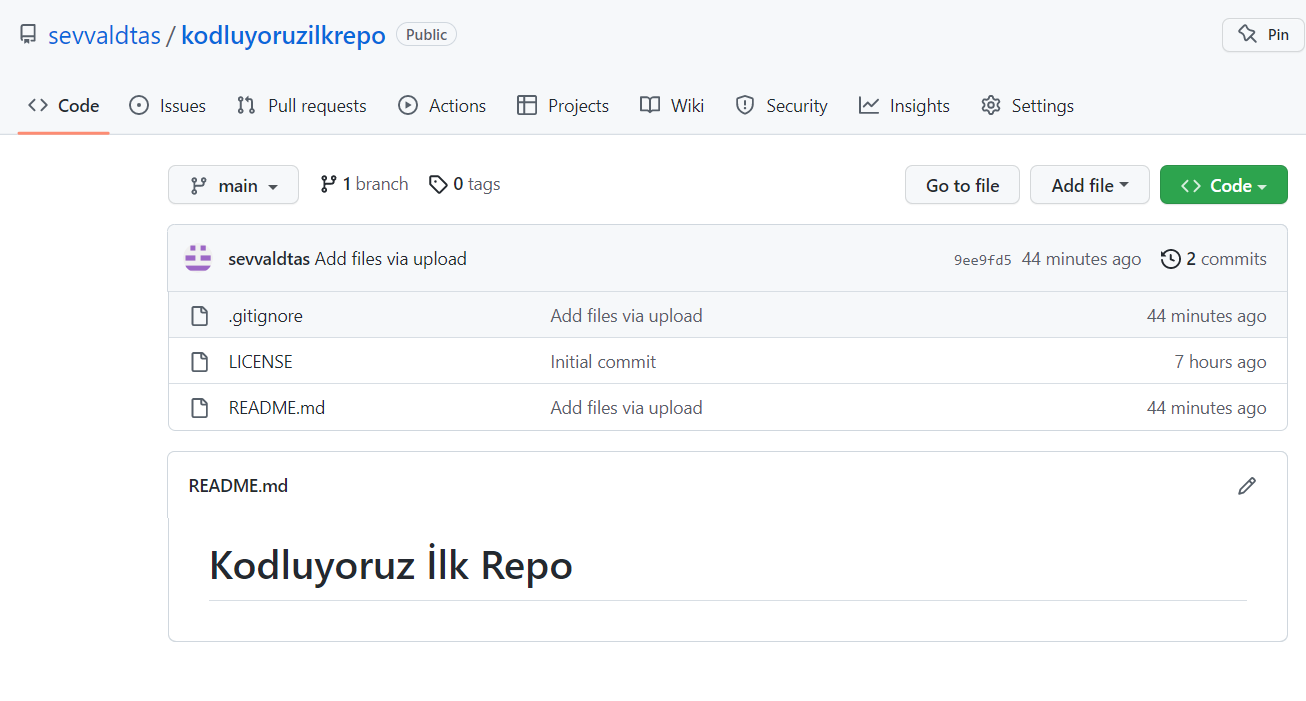 sevvaldtas / kodluyoruzilkrepo Public Pin
Code Issues Pull requests Actions Projects Wiki Security Insights Settings
main 1 branch 0 tags Go to file Add file Code
sevvaldtas Add files via upload 9ee9fd5 44 minutes ago 2 commits
.gitignore Add files via upload 44 minutes ago
LICENSE Initial commit 7 hours ago
README.md Add files via upload 44 minutes ago
README.md
Kodluyoruz İlk Repo